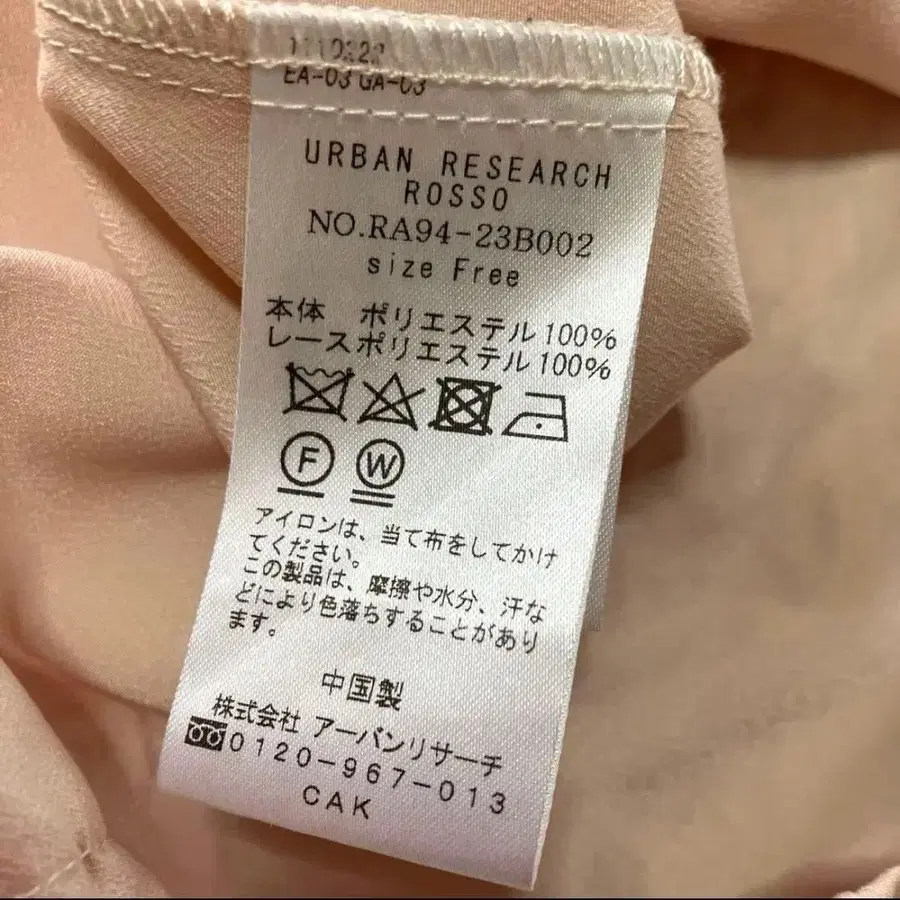 EA-03 GA-03
URBAN RESEARCH
ROSSO
NO.RA94-23B002
size Free
本体 ポリエステル100%
レースポリエステル100%
F W
アイロンは、当て布をしてかけ
てください。
この製品は、摩擦や水分、汗な
どにより色落ちすることがあり
ます。
中国製
株式会社 アーバンリサーチ
0120-967-013
CAK